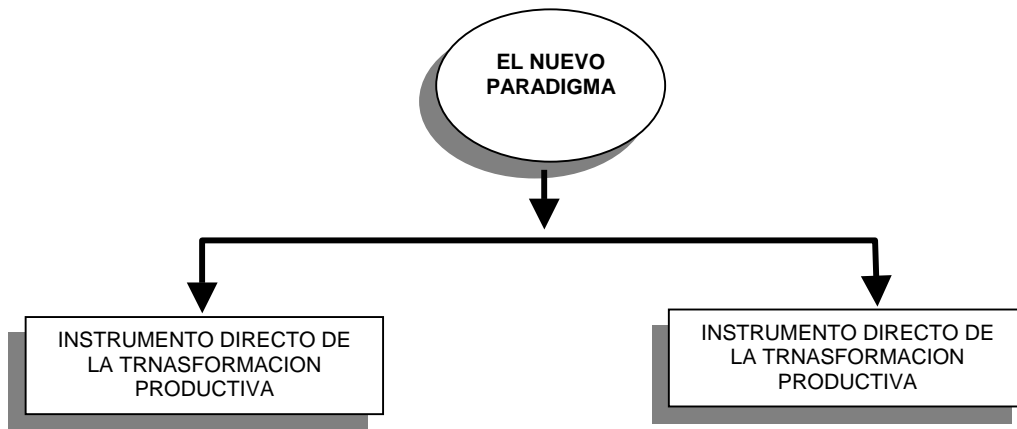 EL NUEVO
PARADIGMA
INSTRUMENTO DIRECTO DE
LA TRNASFORMACION
PRODUCTIVA
INSTRUMENTO DIRECTO DE
LA TRNASFORMACION
PRODUCTIVA